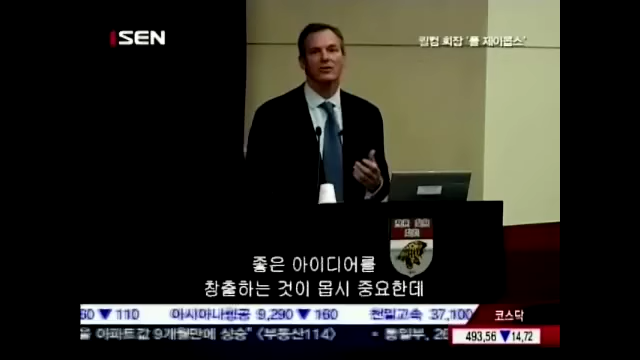 SEN
퀄컴 회장 '폴 제이콥스'
좋은 아이디어를
창출하는 것이 몹시 중요한데
60 ▼ 110 아시아나항공 9,290 ▼ 160 천일고속 37,100 코스닥
울 아파트값 9개월만에 상승" 《부동산114》 • 통일부, 26 493,56 ▼14,72